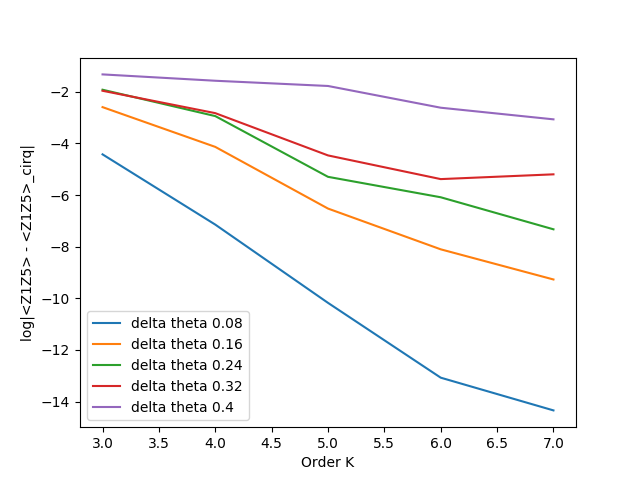 −2
−4
−6
−8
−10
−12
−14
log|<Z1Z5> - <Z1Z5>_cirq|
delta theta 0.08
delta theta 0.16
delta theta 0.24
delta theta 0.32
delta theta 0.4
3.0 3.5 4.0 4.5 5.0 5.5 6.0 6.5 7.0
Order K